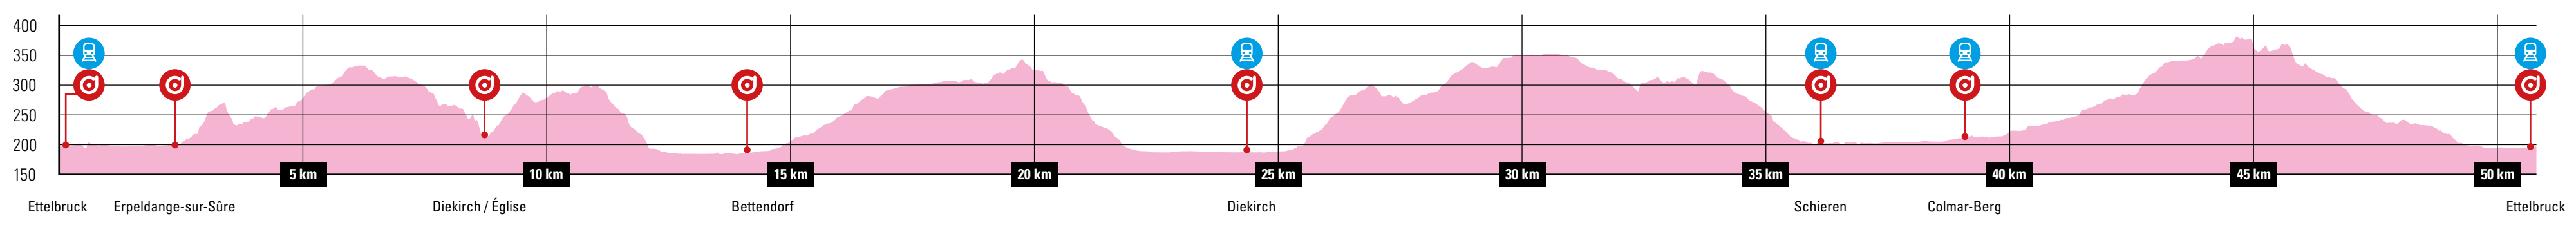 400
350
300
250
200
150
5 km
10 km
15 km
20 km
25 km
30 km
35 km
40 km
45 km
50 km
Ettelbruck
Erpeldange-sur-Sûre
Diekirch / Église
Bettendorf
Diekirch
Schieren
Colmar-Berg
Ettelbruck